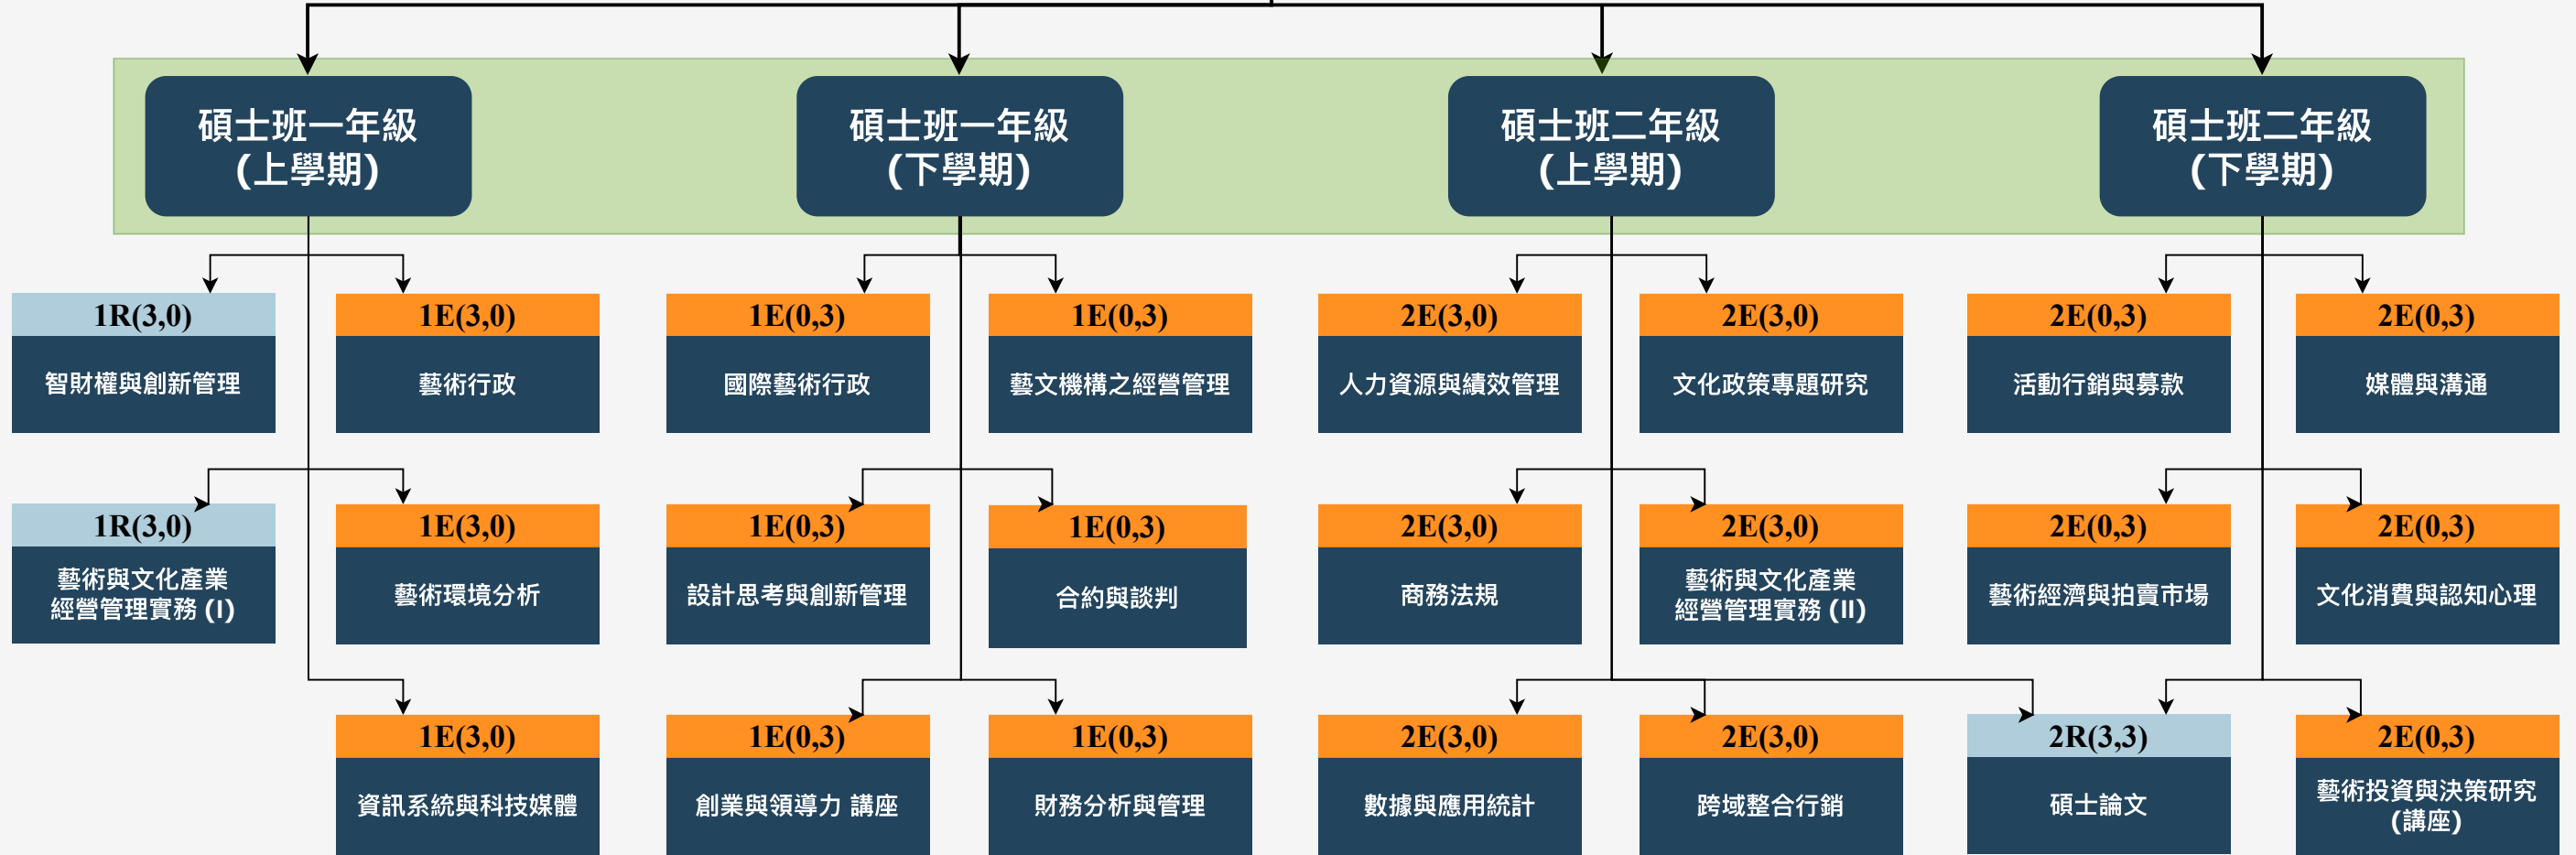 碩士班一年級
(上學期)
碩士班一年級
(下學期)
碩士班二年級
(上學期)
碩士班二年級
(下學期)
1R(3,0)
智財權與創新管理
1E(3,0)
藝術行政
1E(0,3)
國際藝術行政
1E(0,3)
藝文機構之經營管理
2E(3,0)
人力資源與績效管理
2E(3,0)
文化政策專題研究
2E(0,3)
活動行銷與募款
2E(0,3)
媒體與溝通
1R(3,0)
藝術與文化產業
經營管理實務 (I)
1E(3,0)
藝術環境分析
1E(0,3)
設計思考與創新管理
1E(0,3)
合約與談判
2E(3,0)
商務法規
2E(3,0)
藝術與文化產業
經營管理實務 (II)
2E(0,3)
藝術經濟與拍賣市場
2E(0,3)
文化消費與認知心理
1E(3,0)
資訊系統與科技媒體
1E(0,3)
創業與領導力 講座
1E(0,3)
財務分析與管理
2E(3,0)
數據與應用統計
2E(3,0)
跨域整合行銷
2R(3,3)
碩士論文
2E(0,3)
藝術投資與決策研究
(講座)